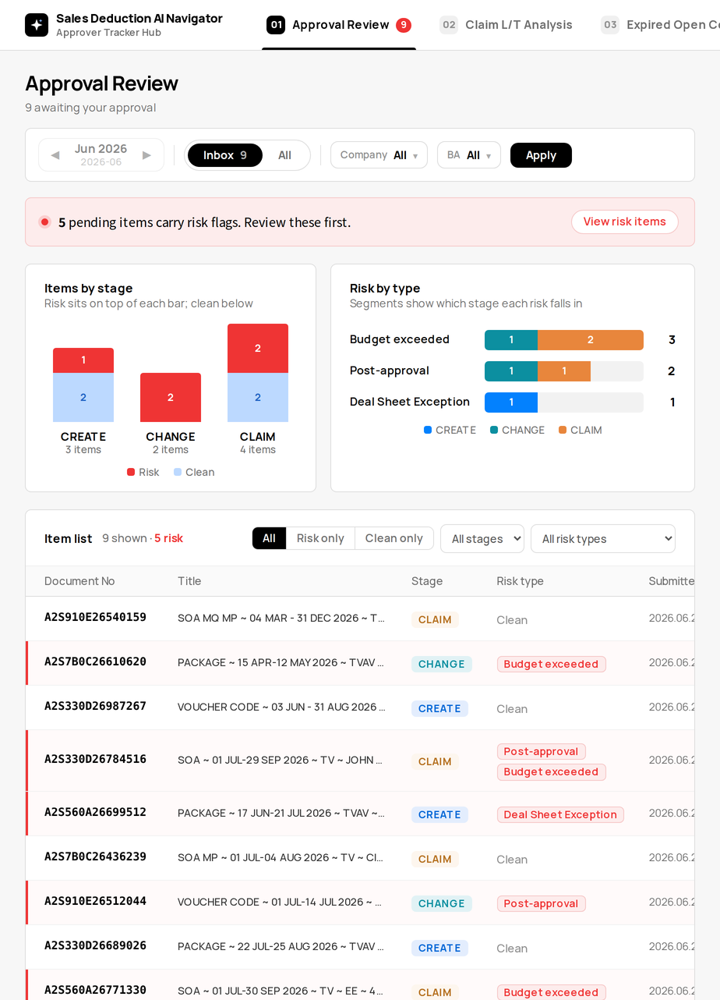 Sales Deduction AI Navigator
Approver Tracker Hub
01 Approval Review 9
02 Claim L/T Analysis
03 Expired Open
Approval Review
9 awaiting your approval
◀ Jun 2026 ▶
2026-06
Inbox 9 All
Company All ▾
BA All ▾
Apply
5 pending items carry risk flags. Review these first.
View risk items
Items by stage
Risk sits on top of each bar; clean below
1
2
2
2
2
CREATE CHANGE CLAIM
3 items 2 items 4 items
Risk Clean
Risk by type
Segments show which stage each risk falls in
Budget exceeded 1 2 3
Post-approval 1 1 2
Deal Sheet Exception 1 1
CREATE CHANGE CLAIM
Item list 9 shown · 5 risk
All Risk only Clean only All stages All risk types
Document No Title Stage Risk type Submitte
A2S910E26540159 SOA MQ MP ~ 04 MAR - 31 DEC 2026 ~ T... CLAIM Clean 2026.06.2
A2S7B0C26610620 PACKAGE ~ 15 APR-12 MAY 2026 ~ TVAV ... CHANGE Budget exceeded 2026.06.2
A2S330D26987267 VOUCHER CODE ~ 03 JUN - 31 AUG 2026 ... CREATE Clean 2026.06.2
A2S330D26784516 SOA ~ 01 JUL-29 SEP 2026 ~ TV ~ JOHN ... CLAIM Post-approval 2026.06.2
Budget exceeded
A2S560A26699512 PACKAGE ~ 17 JUN-21 JUL 2026 ~ TVAV ~... CREATE Deal Sheet Exception 2026.06.2
A2S7B0C26436239 SOA MP ~ 01 JUL-04 AUG 2026 ~ TV ~ CI... CLAIM Clean 2026.06.2
A2S910E26512044 VOUCHER CODE ~ 01 JUL-14 JUL 2026 ~ ... CHANGE Post-approval 2026.06.2
A2S330D26689026 PACKAGE ~ 22 JUL-25 AUG 2026 ~ TVAV ... CREATE Clean 2026.06.2
A2S560A26771330 SOA ~ 01 JUL-30 SEP 2026 ~ TV ~ EE ~ 4... CLAIM Budget exceeded 2026.06.2